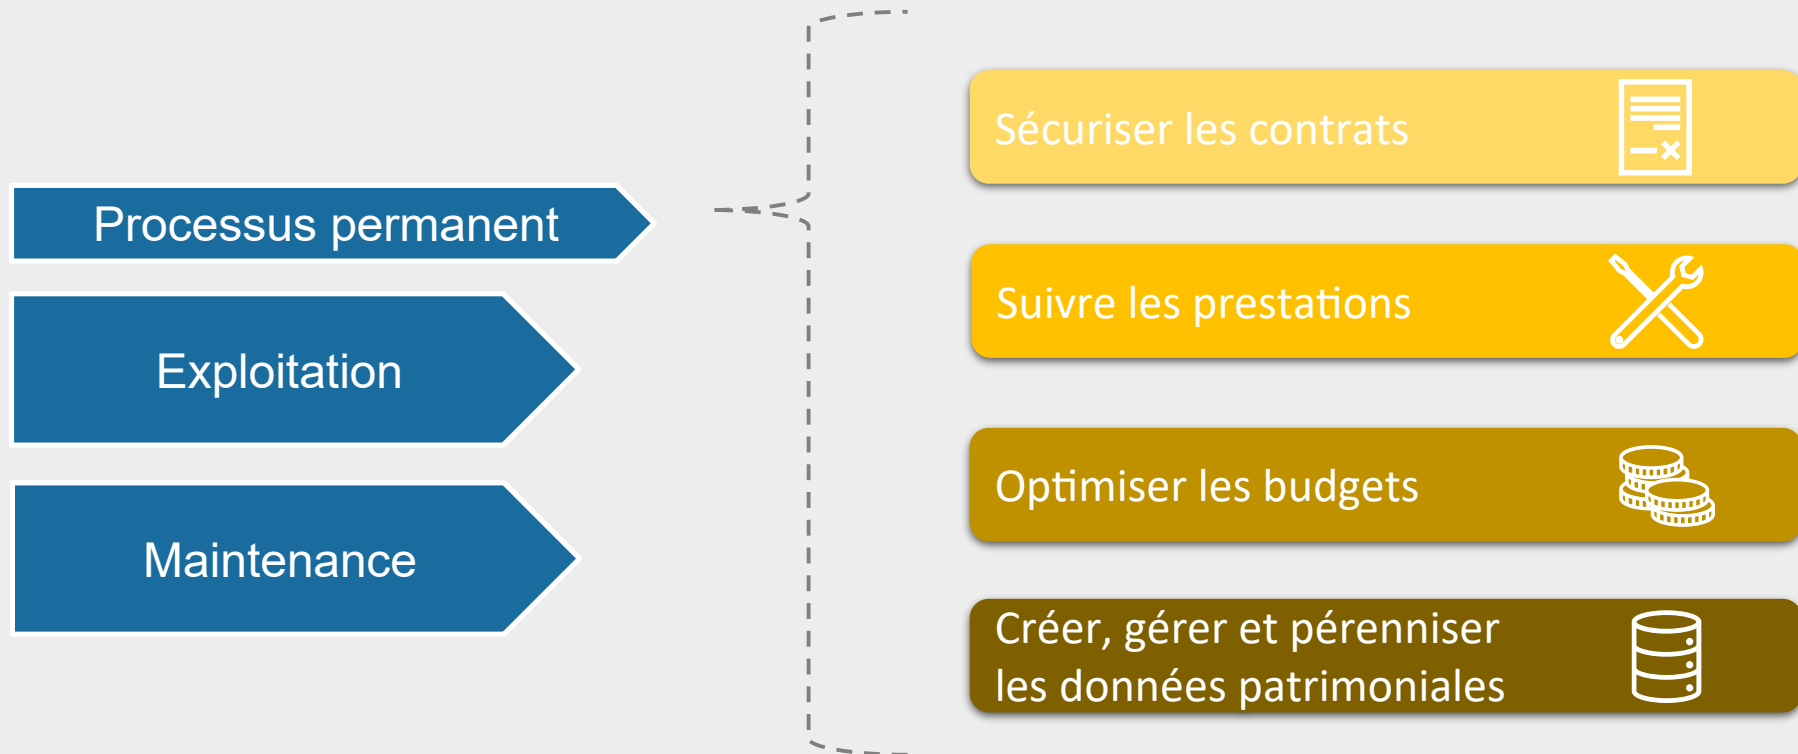 Processus permanent
Exploitation
Maintenance
Sécuriser les contrats
Suivre les prestations
Optimiser les budgets
Créer, gérer et pérenniser
les données patrimoniales